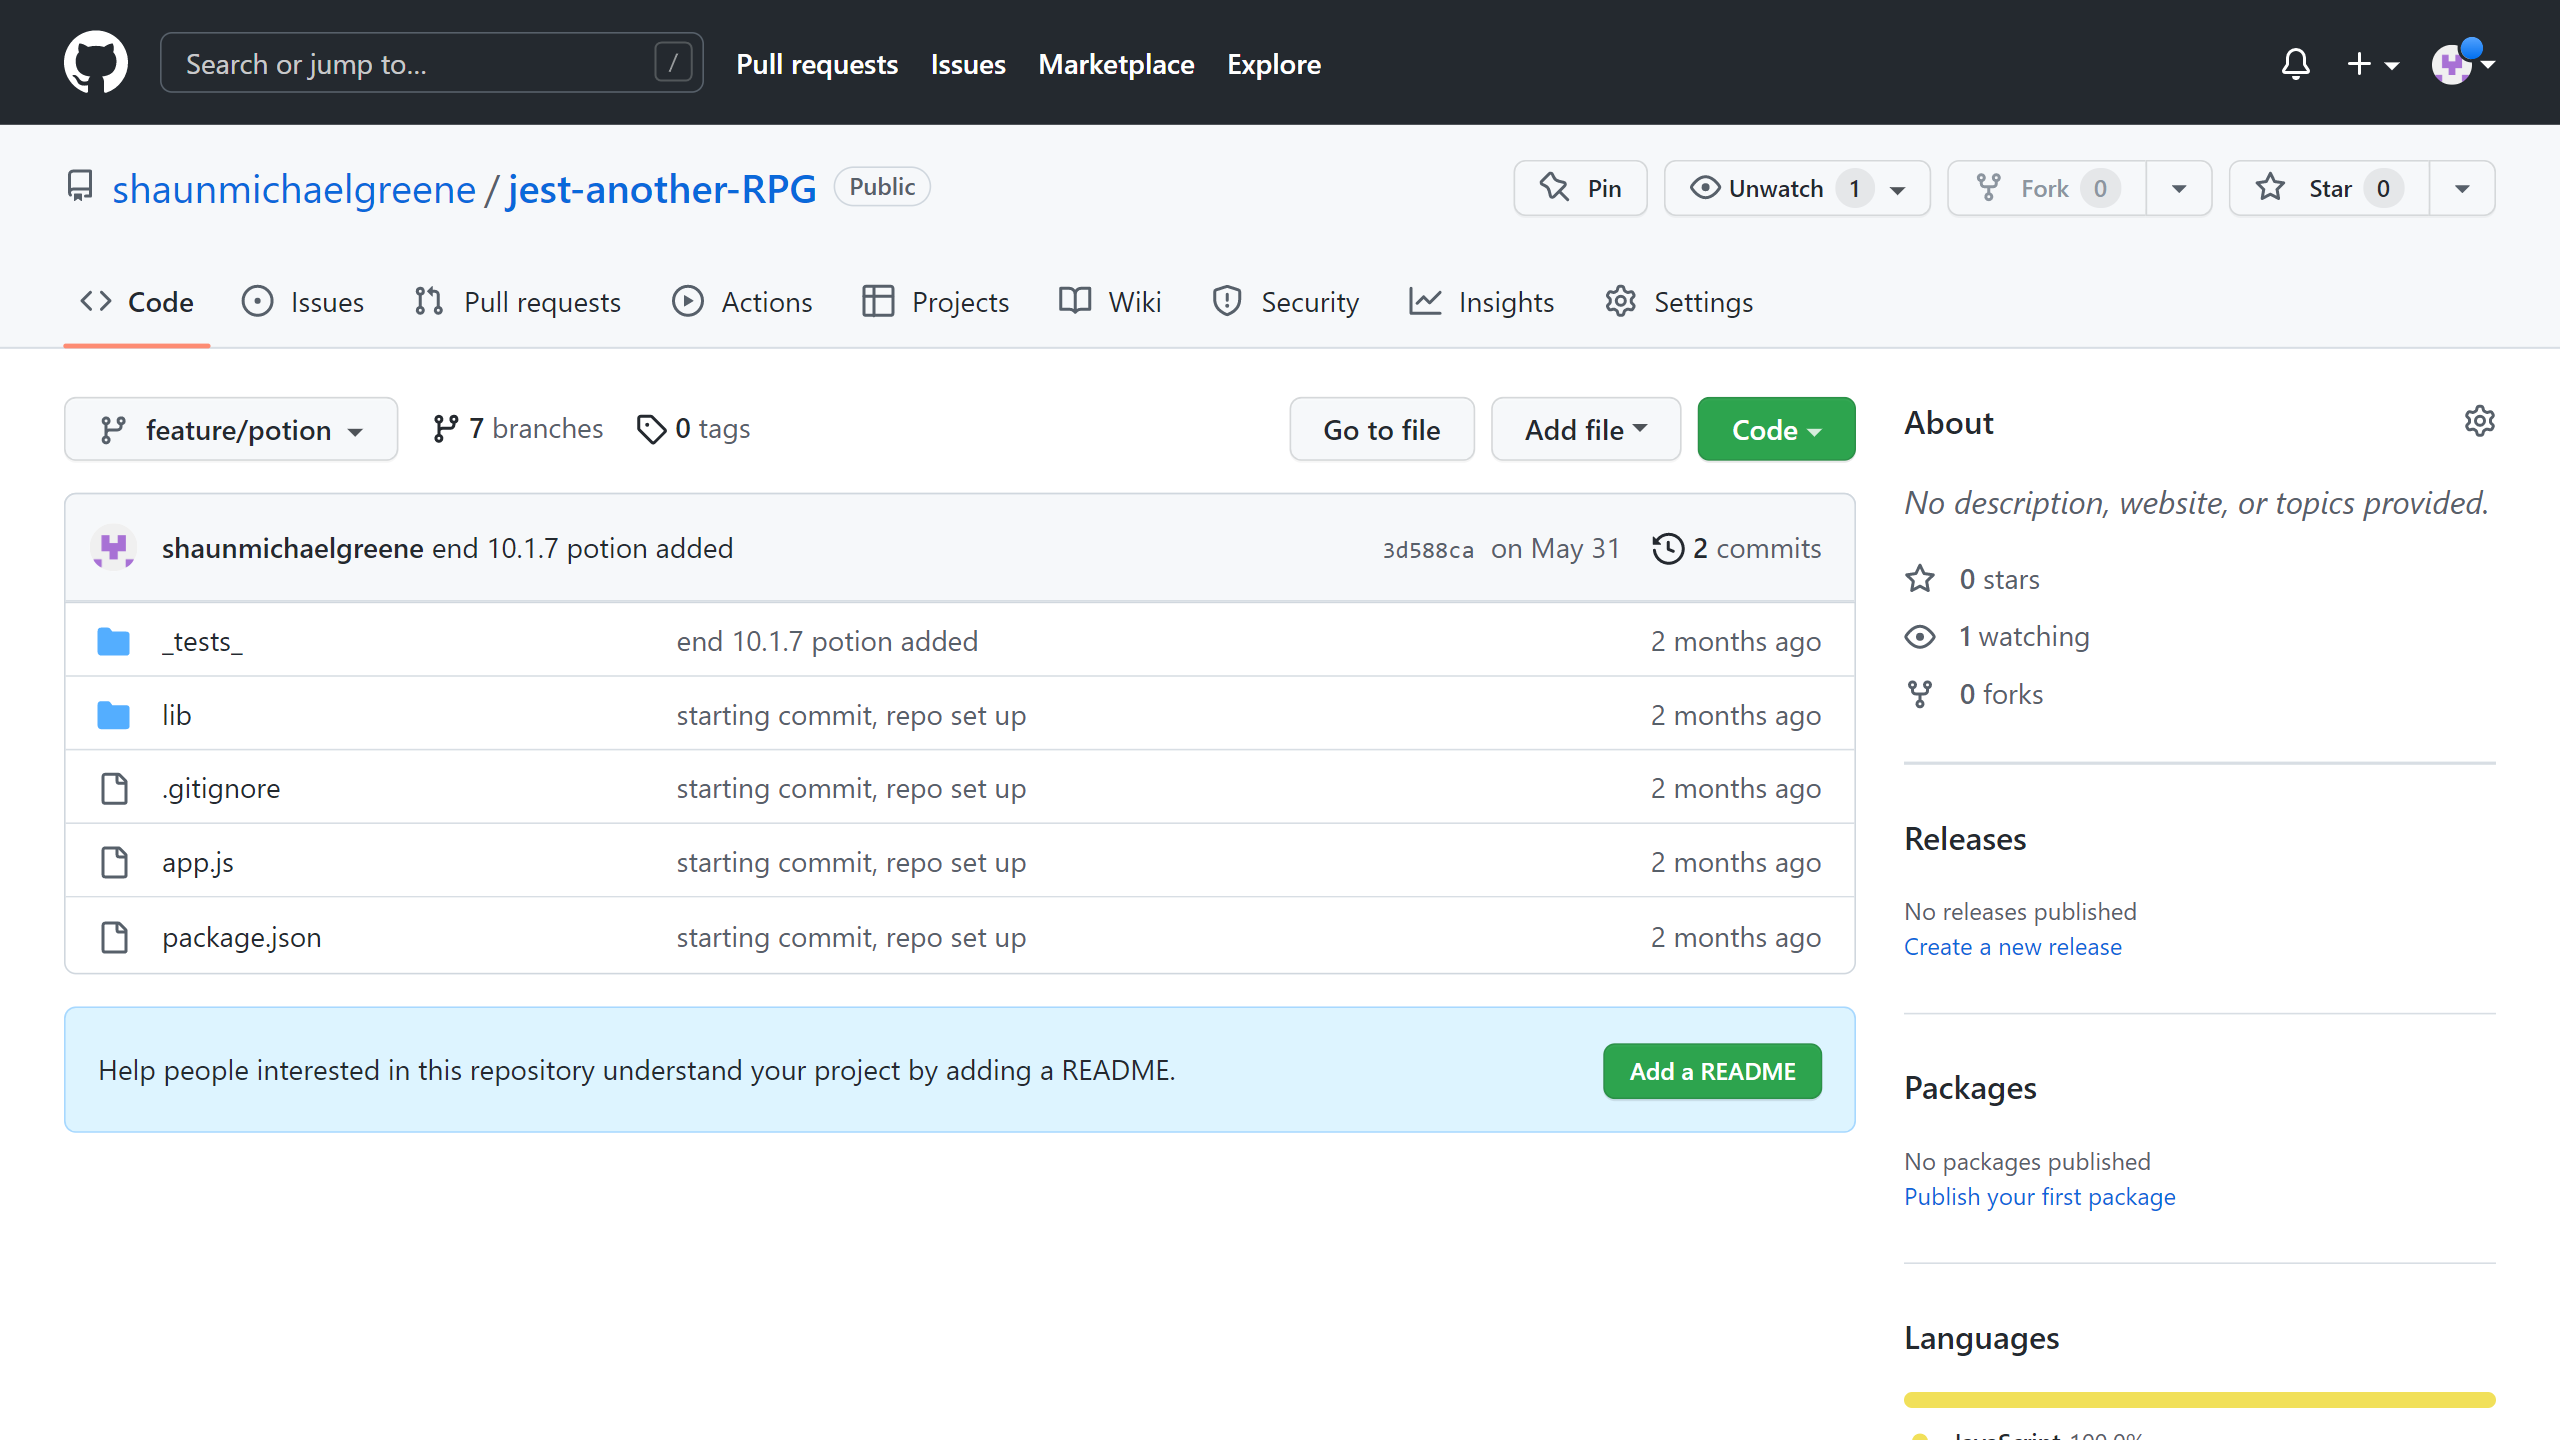 Search or jump to... /
Pull requests Issues Marketplace Explore
shaunmichaelgreene / jest-another-RPG Public
Pin Unwatch 1 Fork 0 Star 0
Code Issues Pull requests Actions Projects Wiki Security Insights Settings
feature/potion 7 branches 0 tags Go to file Add file Code
shaunmichaelgreene end 10.1.7 potion added 3d588ca on May 31 2 commits
_tests_ end 10.1.7 potion added 2 months ago
lib starting commit, repo set up 2 months ago
.gitignore starting commit, repo set up 2 months ago
app.js starting commit, repo set up 2 months ago
package.json starting commit, repo set up 2 months ago
Help people interested in this repository understand your project by adding a README. Add a README
About
No description, website, or topics provided.
0 stars
1 watching
0 forks
Releases
No releases published
Create a new release
Packages
No packages published
Publish your first package
Languages
JavaScript 100.0%